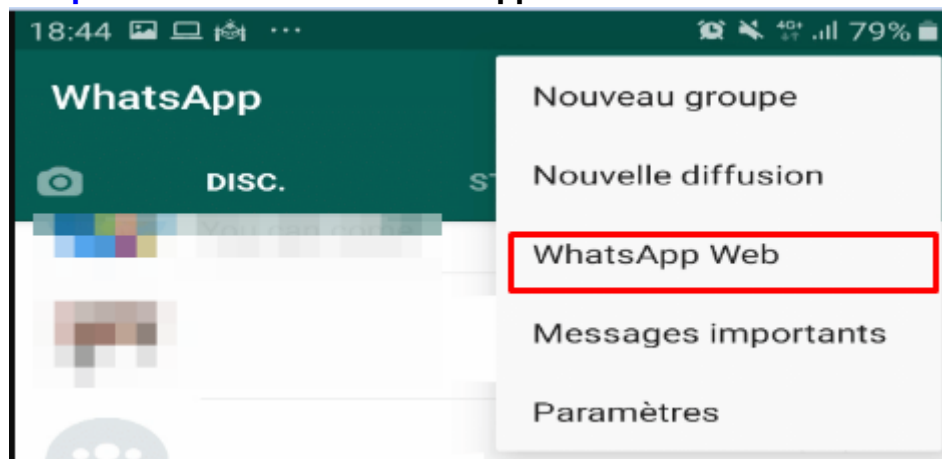 18:44 79%
WhatsApp
DISC.
Nouveau groupe
Nouvelle diffusion
WhatsApp Web
Messages importants
Paramètres